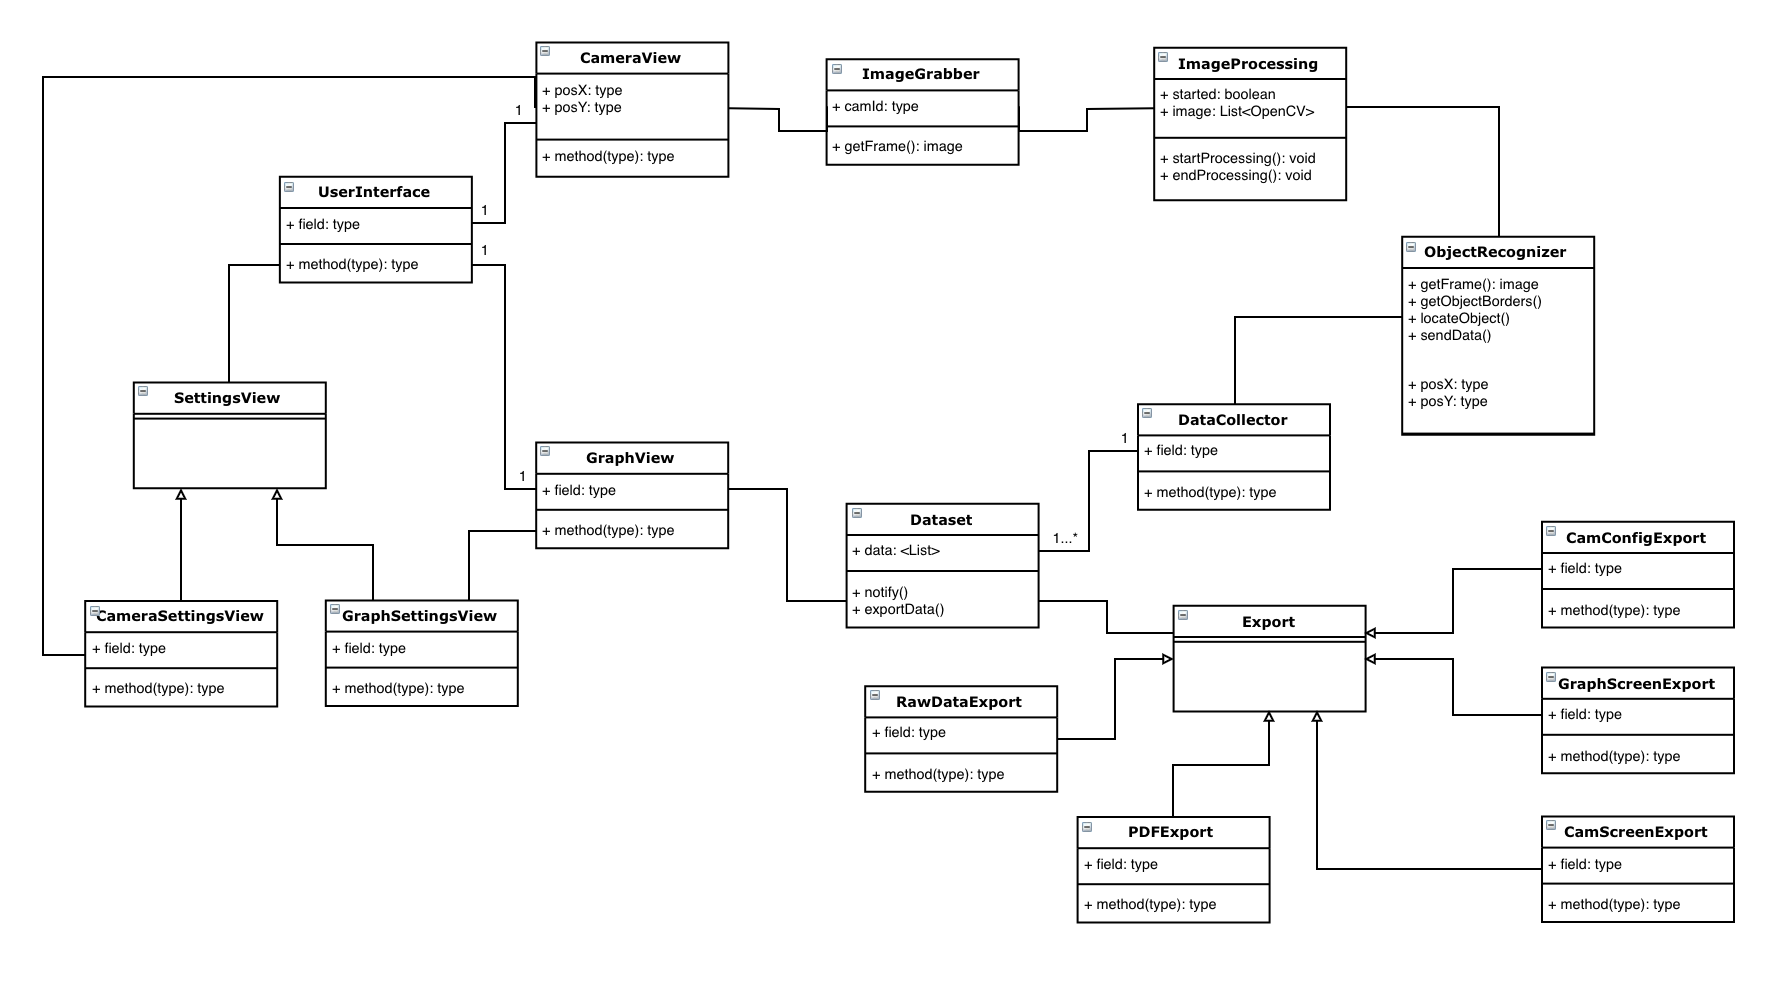 CameraView
+ posX: type
+ posY: type
+ method(type): type
ImageGrabber
+ camId: type
+ getFrame(): image
ImageProcessing
+ started: boolean
+ image: List<OpenCV>
+ startProcessing(): void
+ endProcessing(): void
1
UserInterface
+ field: type
+ method(type): type
1
1
ObjectRecognizer
+ getFrame(): image
+ getObjectBorders()
+ locateObject()
+ sendData()
+ posX: type
+ posY: type
SettingsView
DataCollector
+ field: type
+ method(type): type
1
GraphView
+ field: type
+ method(type): type
1
Dataset
+ data: <List>
+ notify()
+ exportData()
1...*
CamConfigExport
+ field: type
+ method(type): type
CameraSettingsView
+ field: type
+ method(type): type
GraphSettingsView
+ field: type
+ method(type): type
Export
RawDataExport
+ field: type
+ method(type): type
GraphScreenExport
+ field: type
+ method(type): type
PDFExport
+ field: type
+ method(type): type
CamScreenExport
+ field: type
+ method(type): type